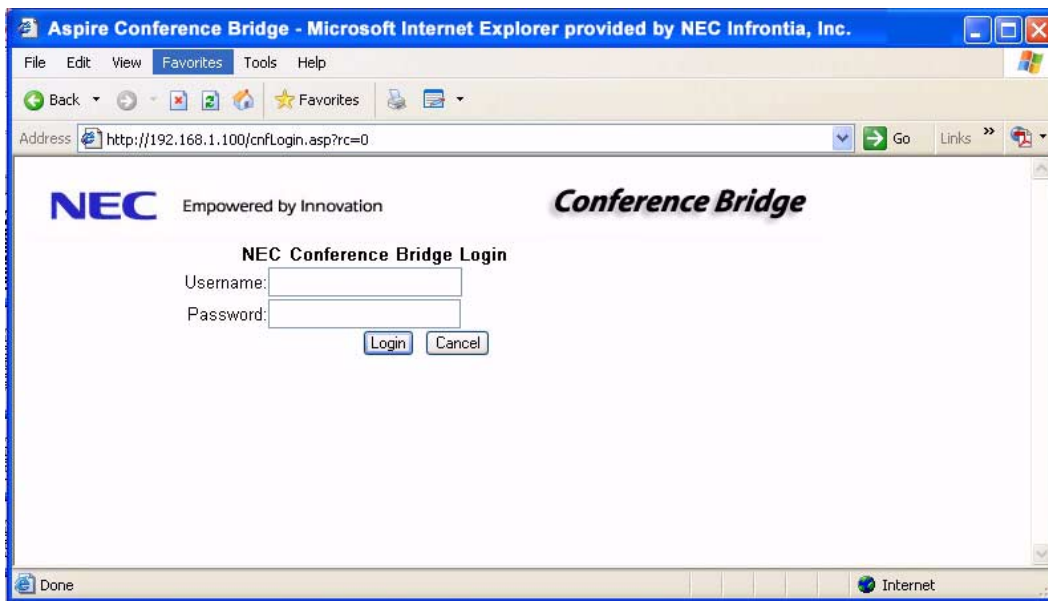 Aspire Conference Bridge - Microsoft Internet Explorer provided by NEC Infrontia, Inc.
File Edit View Favorites Tools Help
Back Favorites
Address http://192.168.1.100/cnfLogin.asp?rc=0 Go Links »
NEC Empowered by Innovation Conference Bridge
NEC Conference Bridge Login
Username:
Password:
Login Cancel
Done Internet